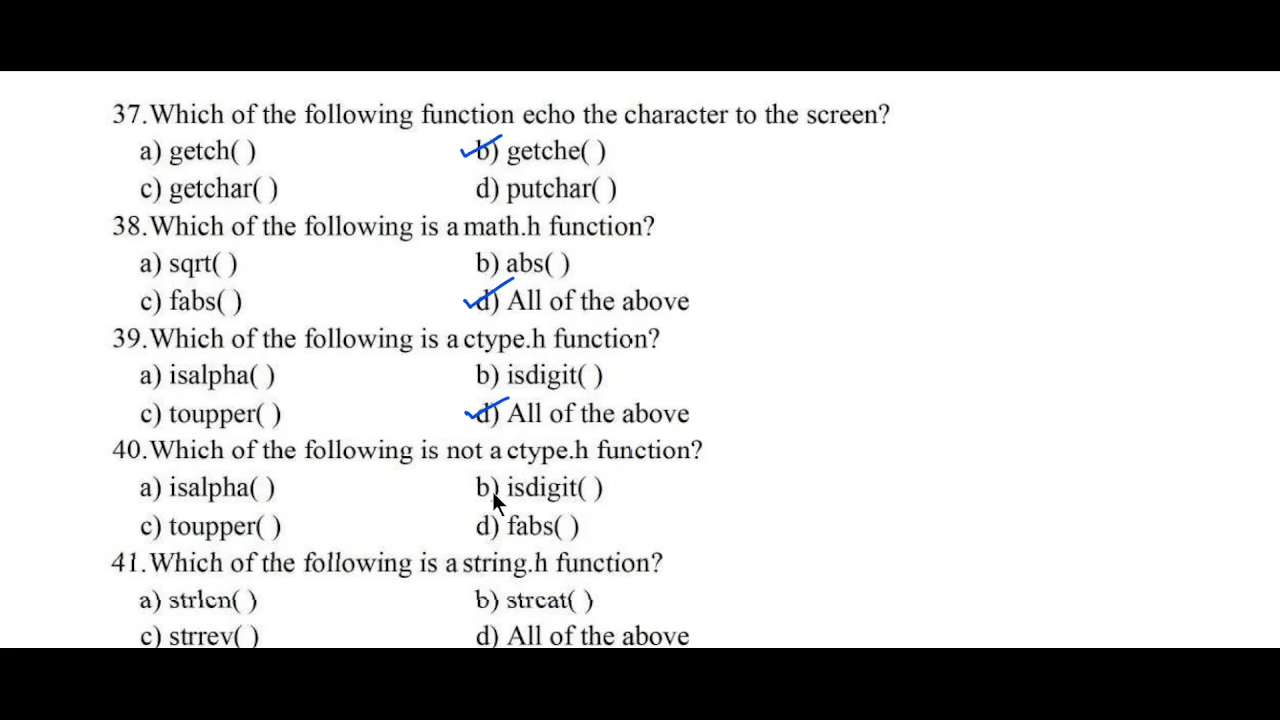 37.Which of the following function echo the character to the screen?
a) getch( ) b) getche( )
c) getchar( ) d) putchar( )
38.Which of the following is a math.h function?
a) sqrt( ) b) abs( )
c) fabs( ) d) All of the above
39.Which of the following is a ctype.h function?
a) isalpha( ) b) isdigit( )
c) toupper( ) d) All of the above
40.Which of the following is not a ctype.h function?
a) isalpha( ) b) isdigit( )
c) toupper( ) d) fabs( )
41.Which of the following is a string.h function?
a) strlen( ) b) strcat( )
c) strrev( ) d) All of the above